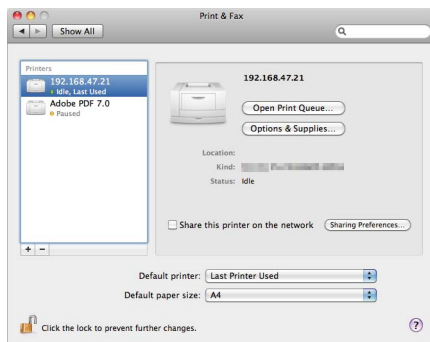 Print & Fax
Show All
Printers
192.168.47.21
Idle, Last Used
Adobe PDF 7.0
Paused
192.168.47.21
Open Print Queue...
Options & Supplies...
Location:
Kind:
Status: Idle
Share this printer on the network
Sharing Preferences...
+ −
Default printer: Last Printer Used
Default paper size: A4
Click the lock to prevent further changes.
?